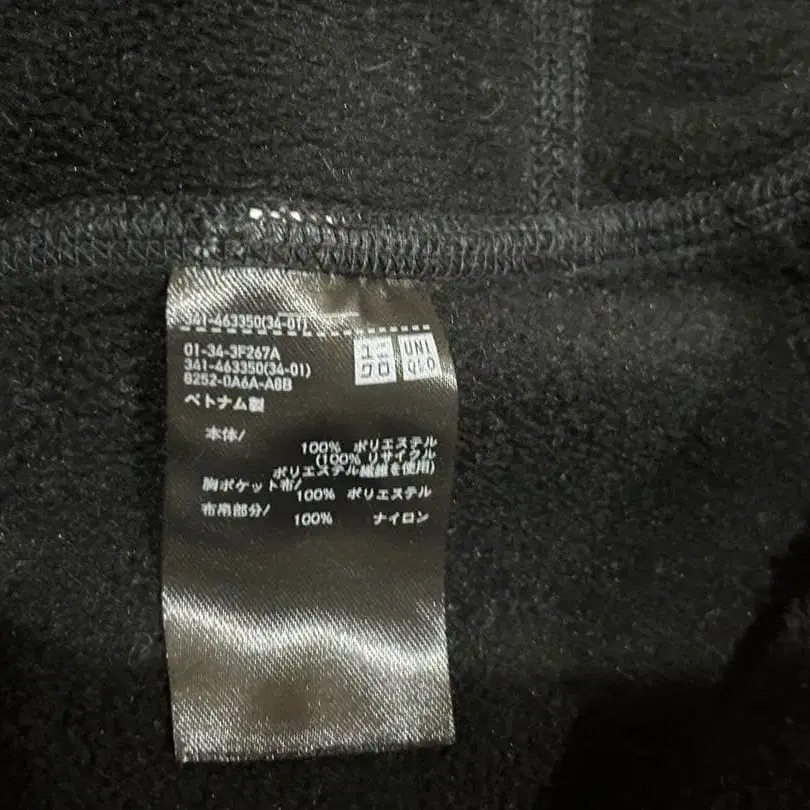 341-463350(34-01)
01-34-3F267A
341-463350(34-01)
8252-0A6A-A8B
ユニ
クロ
UNI
QLO
ベトナム製
本体/
100% ポリエステル
(100% リサイクル
ポリエステル繊維を使用)
胸ポケット布/
100% ポリエステル
布帛部分/
100% ナイロン